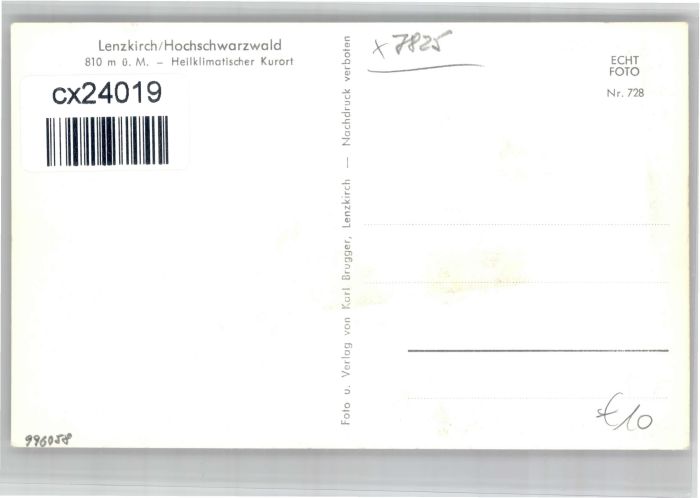 Lenzkirch/Hochschwarzwald
810 m ü. M. – Heilklimatischer Kurort
cx24019
x 7825
ECHT
FOTO
Nr. 728
Foto u. Verlag von Karl Brugger, Lenzkirch — Nachdruck verboten
€10
996058